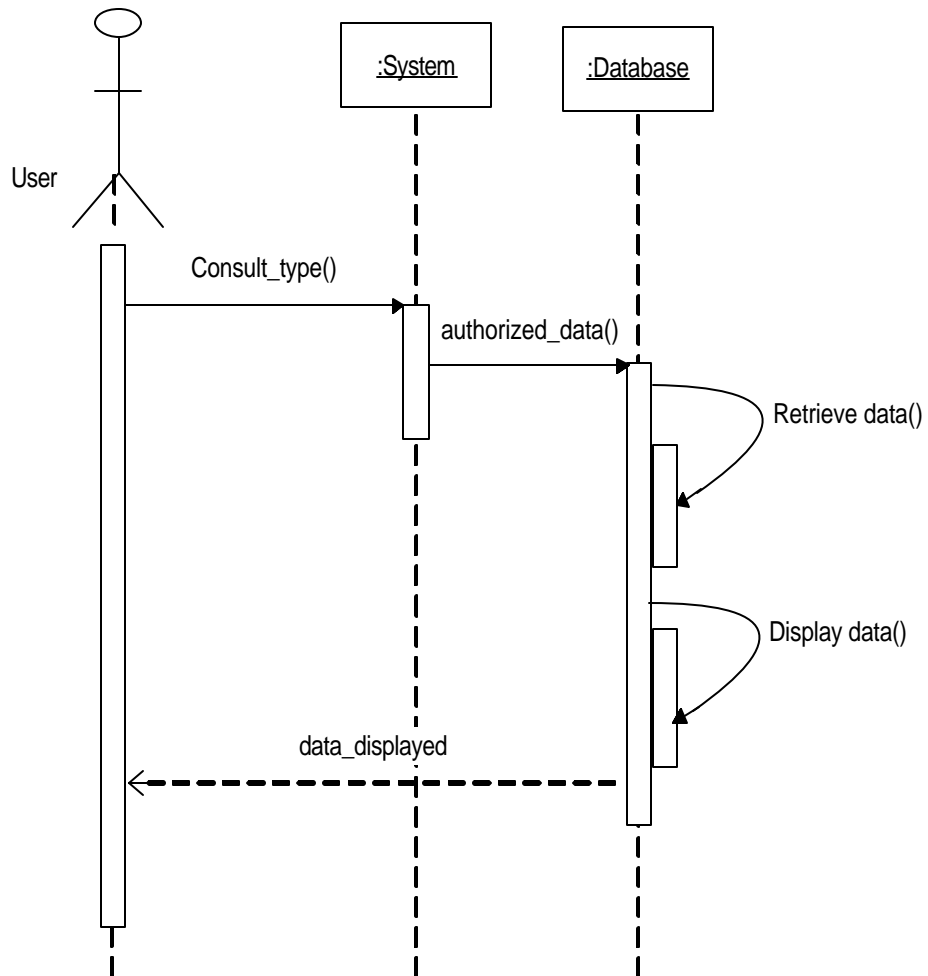 :System
:Database
User
Consult_type()
authorized_data()
Retrieve data()
Display data()
data_displayed